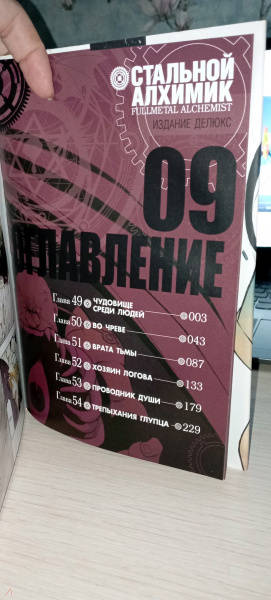 СТАЛЬНОЙ
АЛХИМИК
FULLMETAL ALCHEMIST
ИЗДАНИЕ ДЕЛЮКС
09
ОГЛАВЛЕНИЕ
Глава 49 ЧУДОВИЩЕ СРЕДИ ЛЮДЕЙ 003
Глава 50 ВО ЧРЕВЕ 043
Глава 51 ВРАТА ТЬМЫ 087
Глава 52 ХОЗЯИН ЛОГОВА 133
Глава 53 ПРОВОДНИК ДУШИ 179
Глава 54 ТРЕПЫХАНИЯ ГЛУПЦА 229